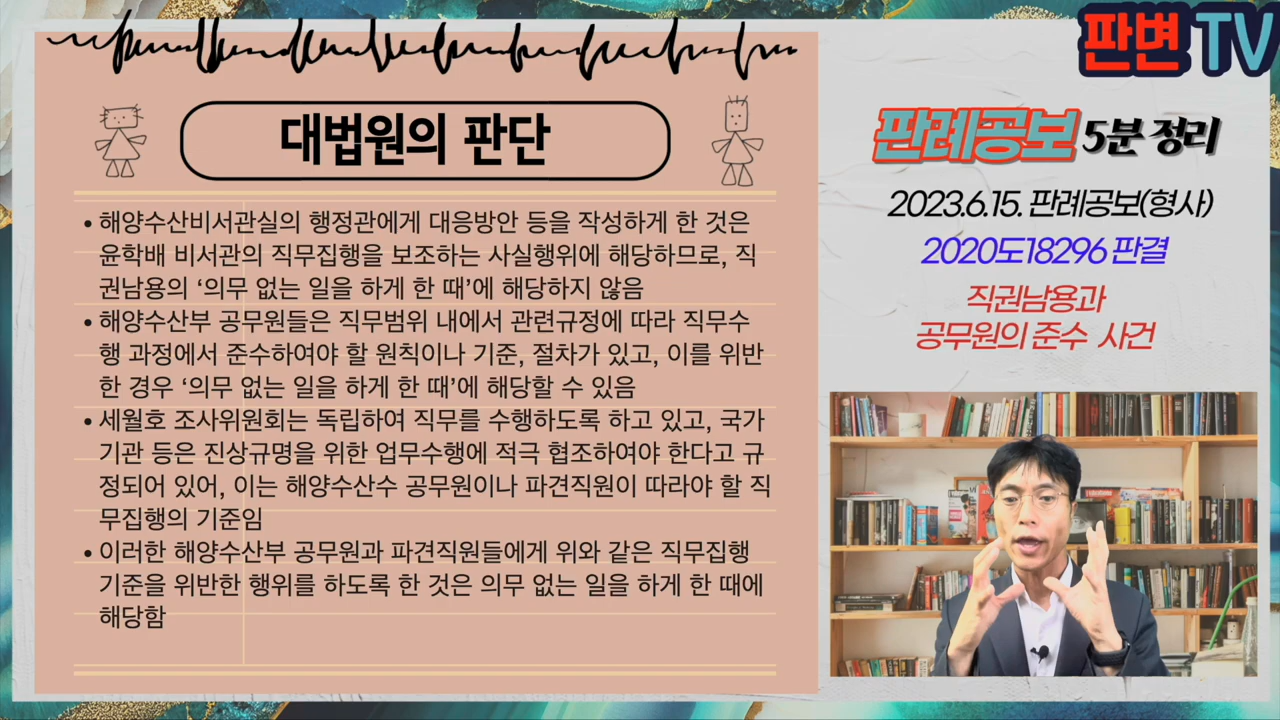 판변 TV
대법원의 판단
• 해양수산비서관실의 행정관에게 대응방안 등을 작성하게 한 것은
윤학배 비서관의 직무집행을 보조하는 사실행위에 해당하므로, 직
권남용의 ‘의무 없는 일을 하게 한 때’에 해당하지 않음
• 해양수산부 공무원들은 직무범위 내에서 관련규정에 따라 직무수
행 과정에서 준수하여야 할 원칙이나 기준, 절차가 있고, 이를 위반
한 경우 ‘의무 없는 일을 하게 한 때’에 해당할 수 있음
• 세월호 조사위원회는 독립하여 직무를 수행하도록 하고 있고, 국가
기관 등은 진상규명을 위한 업무수행에 적극 협조하여야 한다고 규
정되어 있어, 이는 해양수산수 공무원이나 파견직원이 따라야 할 직
무집행의 기준임
• 이러한 해양수산부 공무원과 파견직원들에게 위와 같은 직무집행
기준을 위반한 행위를 하도록 한 것은 의무 없는 일을 하게 한 때에
해당함
판례공보 5분 정리
2023.6.15. 판례공보(형사)
2020도18296 판결
직권남용과
공무원의 준수 사건